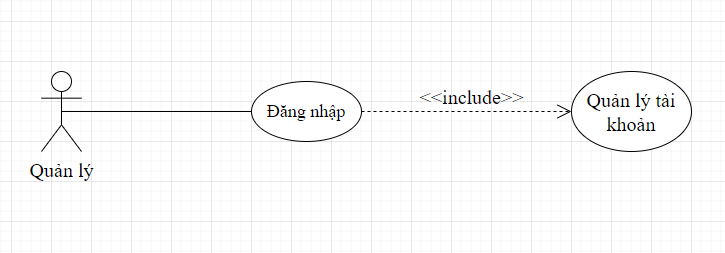 Quản lý
Đăng nhập
<<include>>
Quản lý tài
khoản